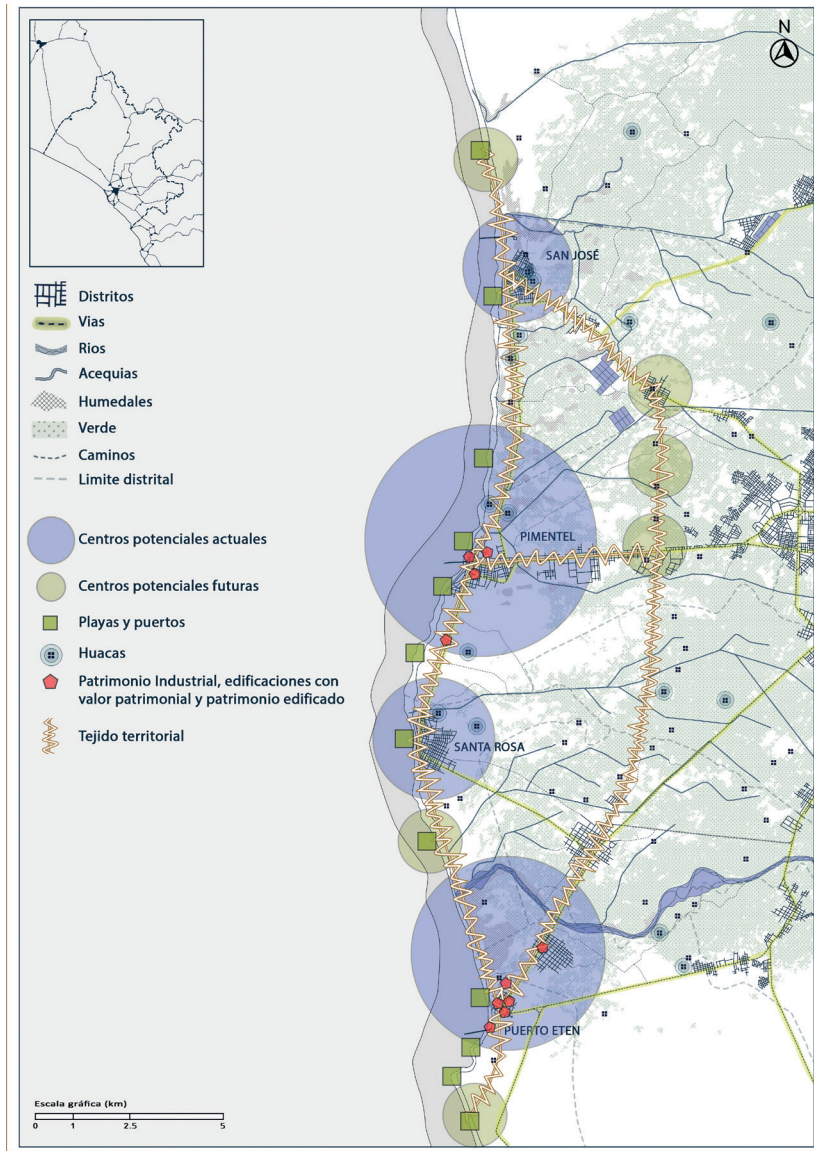 N
SAN JOSÉ
Distritos
Vias
Rios
Acequias
Humedales
Verde
Caminos
Limite distrital
Centros potenciales actuales
PIMENTEL
Centros potenciales futuras
Playas y puertos
Huacas
Patrimonio Industrial, edificaciones con
valor patrimonial y patrimonio edificado
Tejido territorial
SANTA ROSA
PUERTO ETEN
Escala gráfica (km)
0 1 2.5 5